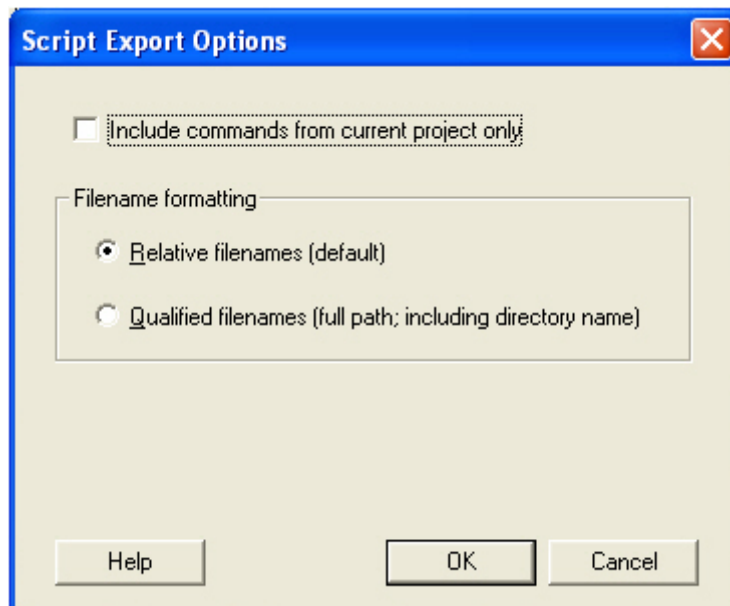 Script Export Options
Include commands from current project only
Filename formatting
Relative filenames (default)
Qualified filenames (full path; including directory name)
Help
OK
Cancel